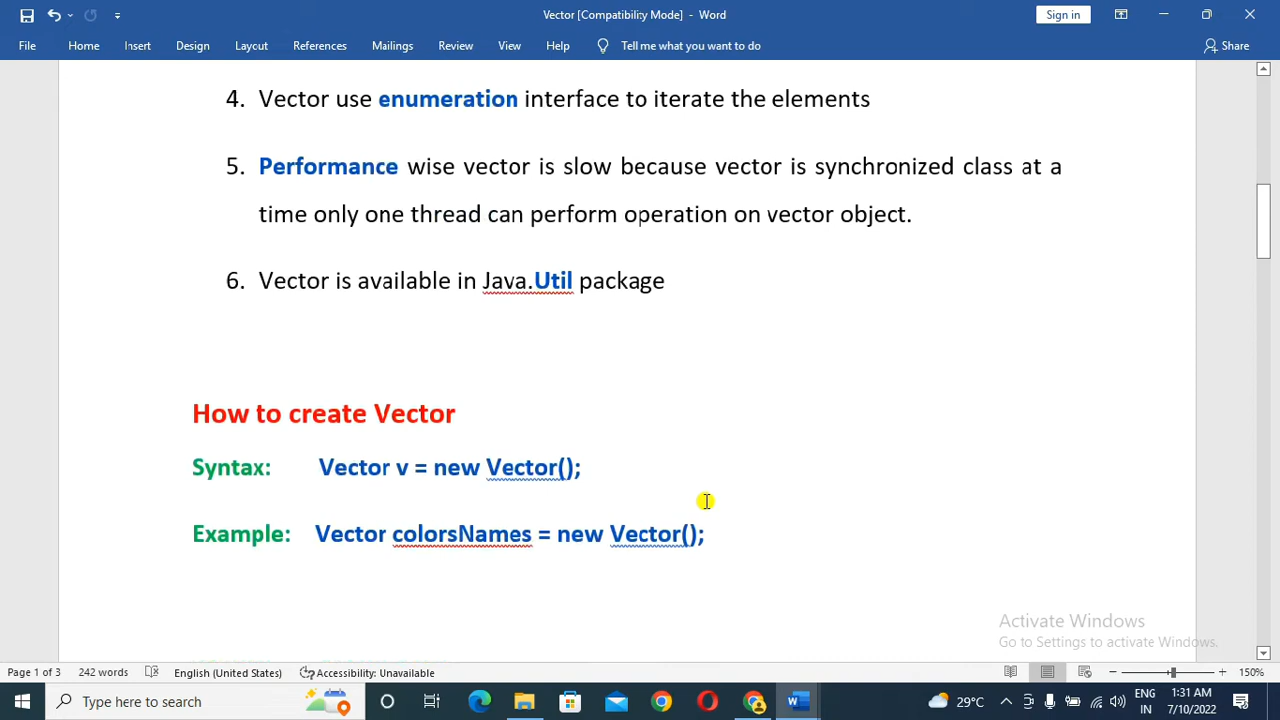 Vector [Compatibility Mode] - Word
Sign in
File Home Insert Design Layout References Mailings Review View Help Tell me what you want to do Share
4. Vector use enumeration interface to iterate the elements
5. Performance wise vector is slow because vector is synchronized class at a
time only one thread can perform operation on vector object.
6. Vector is available in Java.Util package
How to create Vector
Syntax: Vector v = new Vector();
Example: Vector colorsNames = new Vector();
Activate Windows
Go to Settings to activate Windows.
Page 1 of 3 242 words English (United States) Accessibility: Unavailable 150%
Type here to search 29°C ENG 1:31 AM
IN 7/10/2022